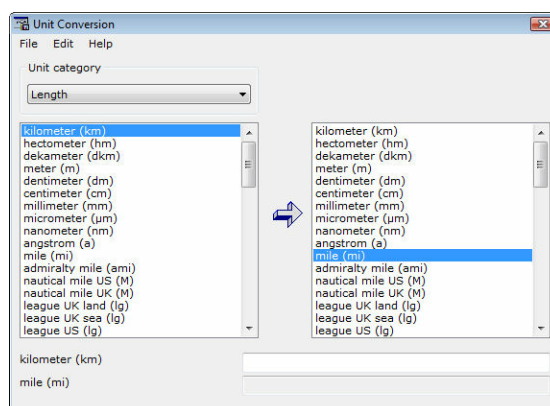 Unit Conversion
File Edit Help
Unit category
Length
kilometer (km)
hectometer (hm)
dekameter (dkm)
meter (m)
dentimeter (dm)
centimeter (cm)
millimeter (mm)
micrometer (µm)
nanometer (nm)
angstrom (a)
mile (mi)
admiralty mile (ami)
nautical mile US (M)
nautical mile UK (M)
league UK land (lg)
league UK sea (lg)
league US (lg)
kilometer (km)
hectometer (hm)
dekameter (dkm)
meter (m)
dentimeter (dm)
centimeter (cm)
millimeter (mm)
micrometer (µm)
nanometer (nm)
angstrom (a)
mile (mi)
admiralty mile (ami)
nautical mile US (M)
nautical mile UK (M)
league UK land (lg)
league UK sea (lg)
league US (lg)
kilometer (km)
mile (mi)